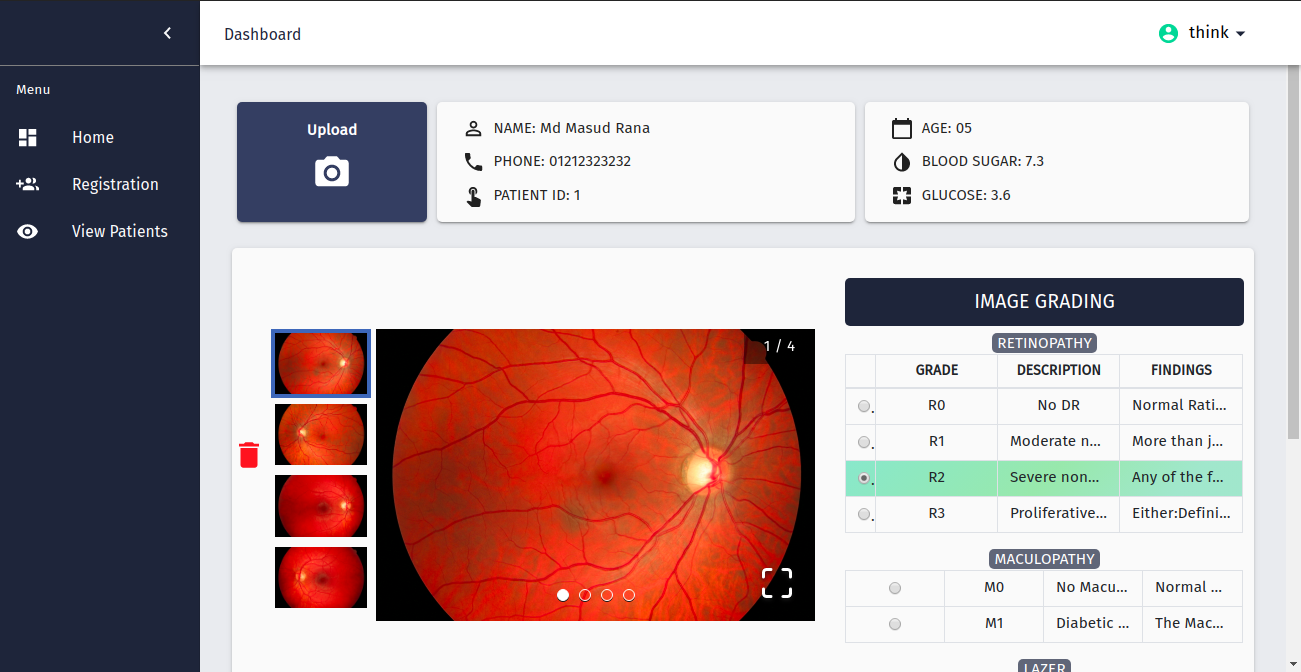 Dashboard
think
Menu
Home
Registration
View Patients
Upload
NAME: Md Masud Rana
PHONE: 01212323232
PATIENT ID: 1
AGE: 05
BLOOD SUGAR: 7.3
GLUCOSE: 3.6
1 / 4
IMAGE GRADING
RETINOPATHY
GRADE DESCRIPTION FINDINGS
. R0 No DR Normal Rati...
. R1 Moderate n... More than j...
. R2 Severe non... Any of the f...
. R3 Proliferative... Either:Defini...
MACULOPATHY
M0 No Macu... Normal ...
M1 Diabetic ... The Mac...
LAZER